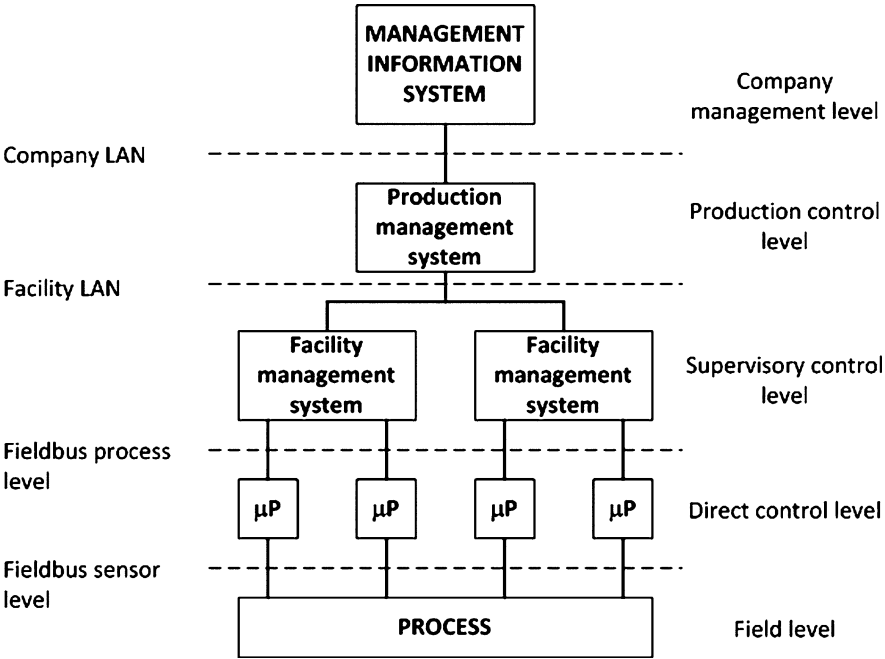 MANAGEMENT
INFORMATION
SYSTEM
Company
management level
Company LAN
Production
management
system
Production control
level
Facility LAN
Facility
management
system
Facility
management
system
Supervisory control
level
Fieldbus process
level
μP
μP
μP
μP
Direct control level
Fieldbus sensor
level
PROCESS
Field level